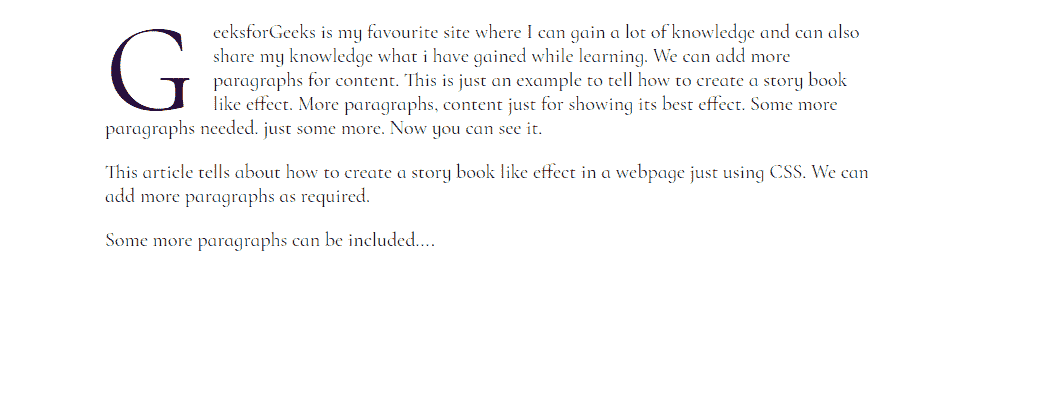 GeeksforGeeks is my favourite site where I can gain a lot of knowledge and can also
share my knowledge what i have gained while learning. We can add more
paragraphs for content. This is just an example to tell how to create a story book
like effect. More paragraphs, content just for showing its best effect. Some more
paragraphs needed. just some more. Now you can see it.
This article tells about how to create a story book like effect in a webpage just using CSS. We can
add more paragraphs as required.
Some more paragraphs can be included....